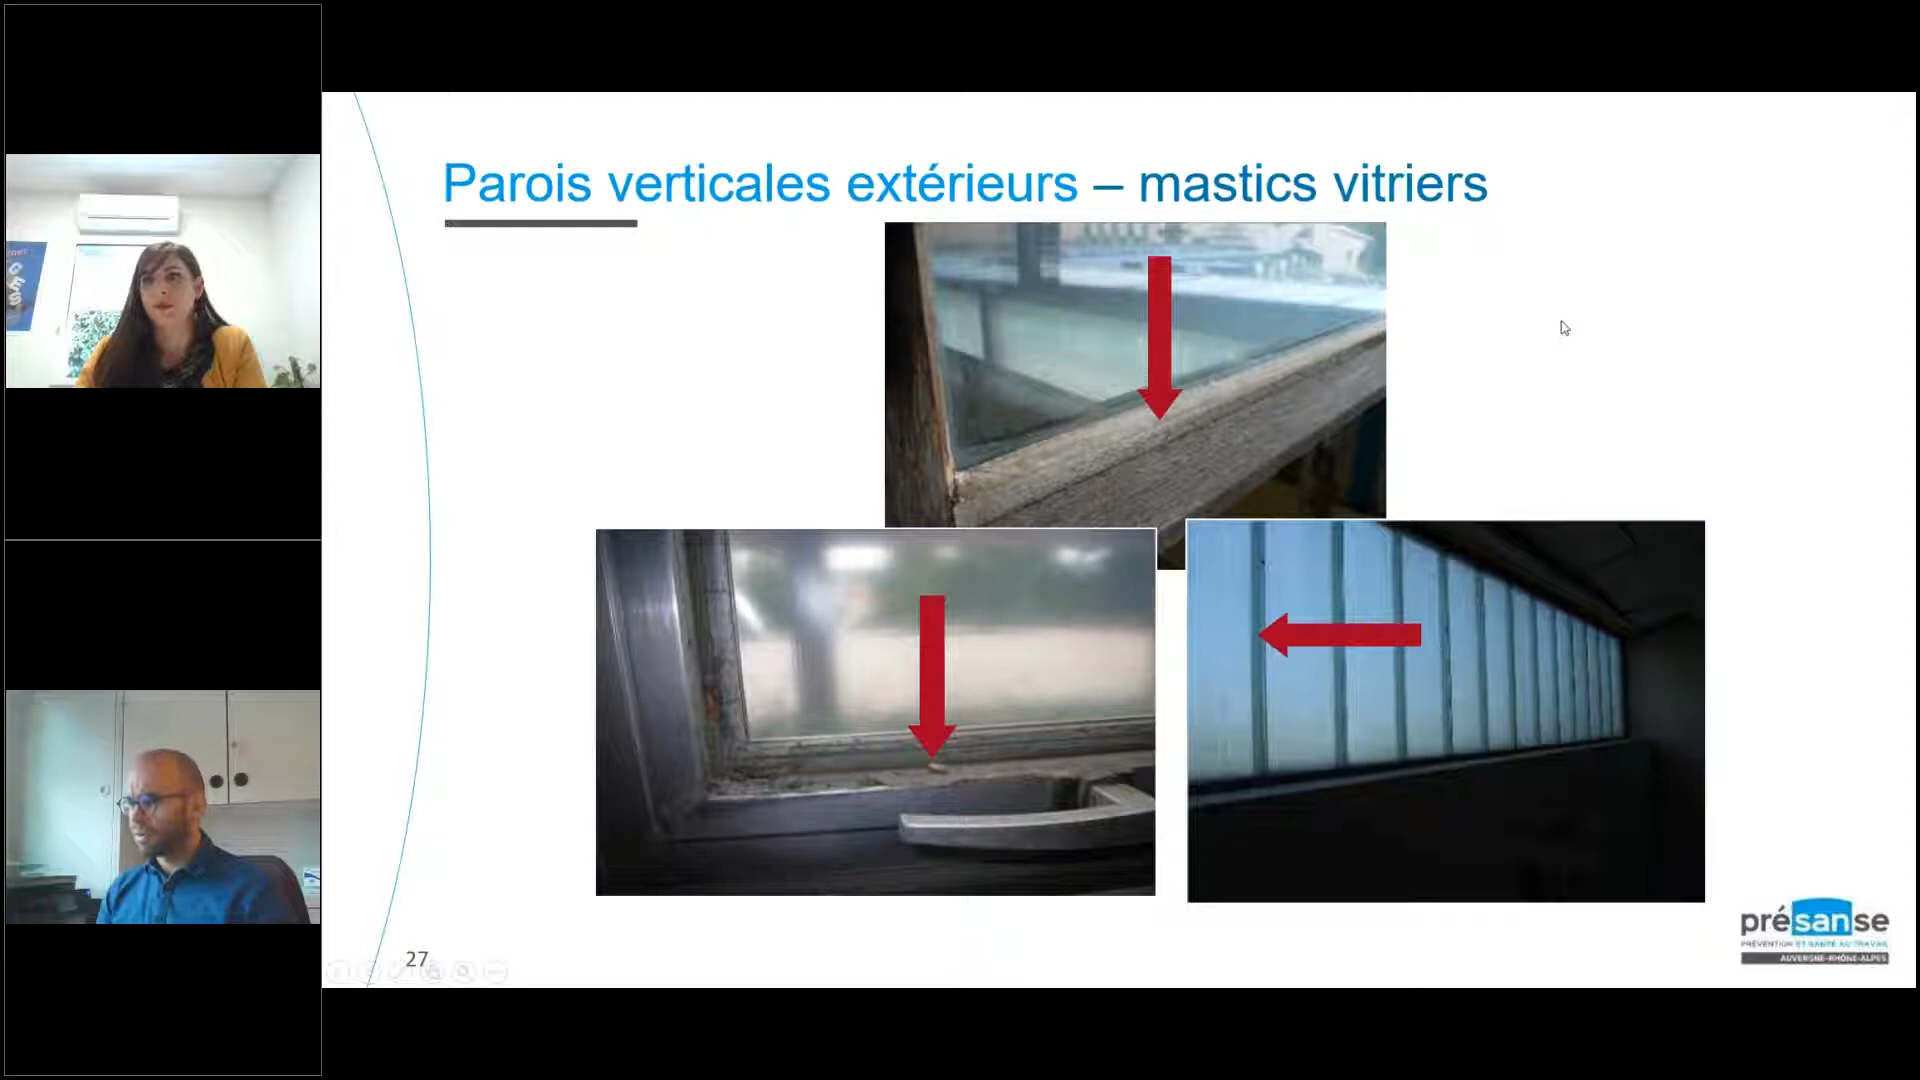 Parois verticales extérieurs – mastics vitriers
27
présanse
PRÉVENTION ET SANTÉ AU TRAVAIL
AUVERGNE-RHÔNE-ALPES